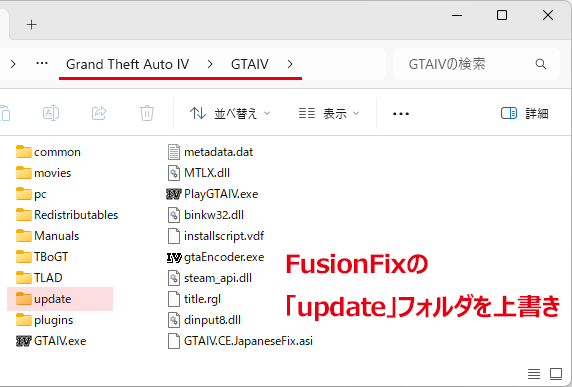 Grand Theft Auto IV
GTAIV
GTAIVの検索
並べ替え
表示
詳細
common
movies
pc
Redistributables
Manuals
TBoGT
TLAD
update
plugins
GTAIV.exe
metadata.dat
MTLX.dll
PlayGTAIV.exe
binkw32.dll
installscript.vdf
gtaEncoder.exe
steam_api.dll
title.rgl
dinput8.dll
GTAIV.CE.JapaneseFix.asi
FusionFixの
「update」フォルダを上書き